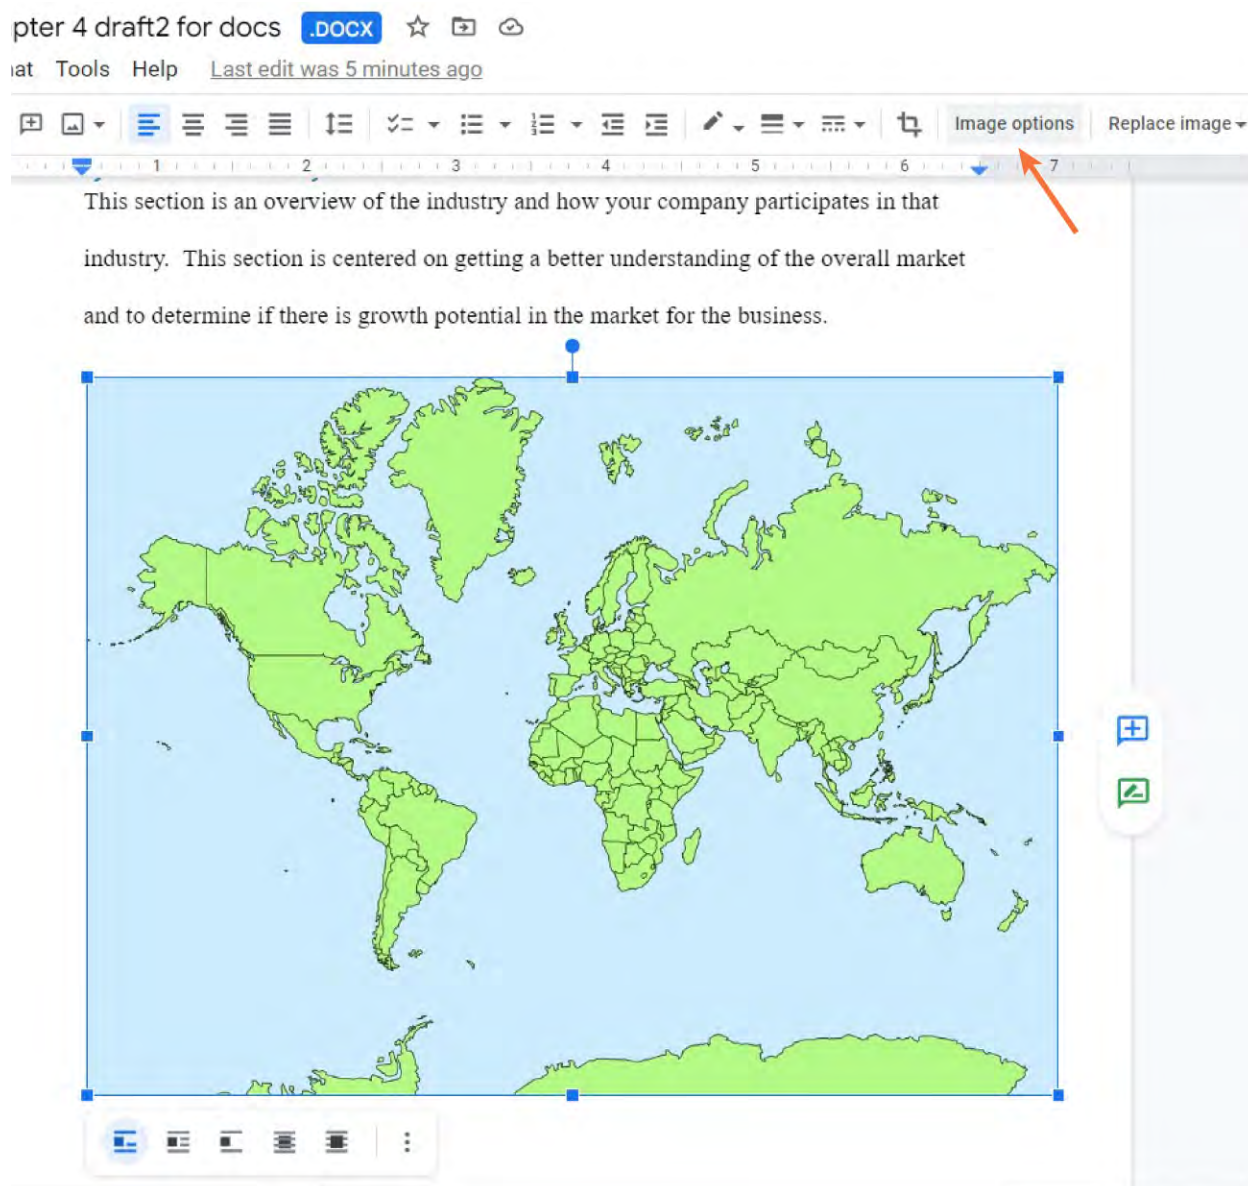 pter 4 draft2 for docs .DOCX
at Tools Help Last edit was 5 minutes ago
Image options Replace image
1 2 3 4 5 6 7
This section is an overview of the industry and how your company participates in that
industry. This section is centered on getting a better understanding of the overall market
and to determine if there is growth potential in the market for the business.